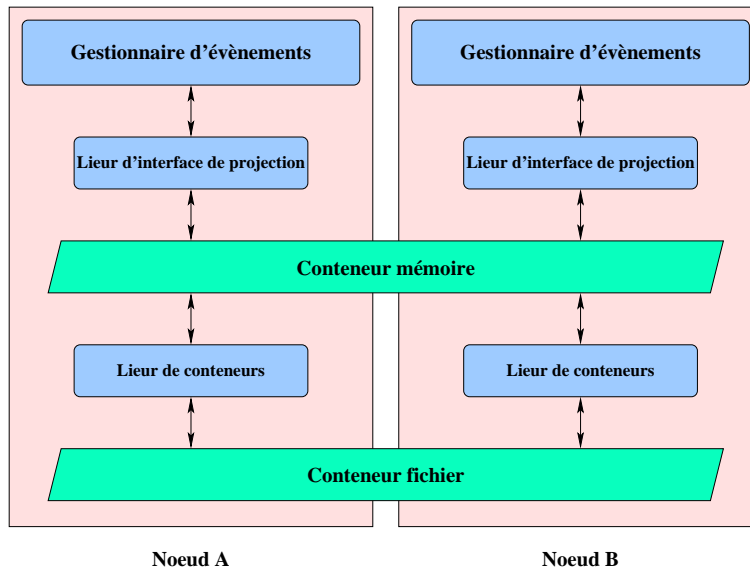 Gestionnaire d'évènements
Gestionnaire d'évènements
Lieur d'interface de projection
Lieur d'interface de projection
Conteneur mémoire
Lieur de conteneurs
Lieur de conteneurs
Conteneur fichier
Noeud A
Noeud B